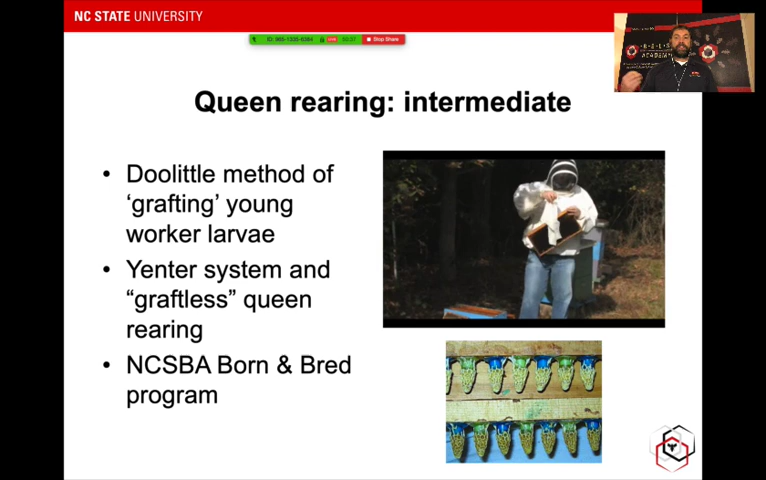 NC STATE UNIVERSITY
Stop Share
Queen rearing: intermediate
• Doolittle method of
‘grafting’ young
worker larvae
• Yenter system and
“graftless” queen
rearing
• NCSBA Born & Bred
program